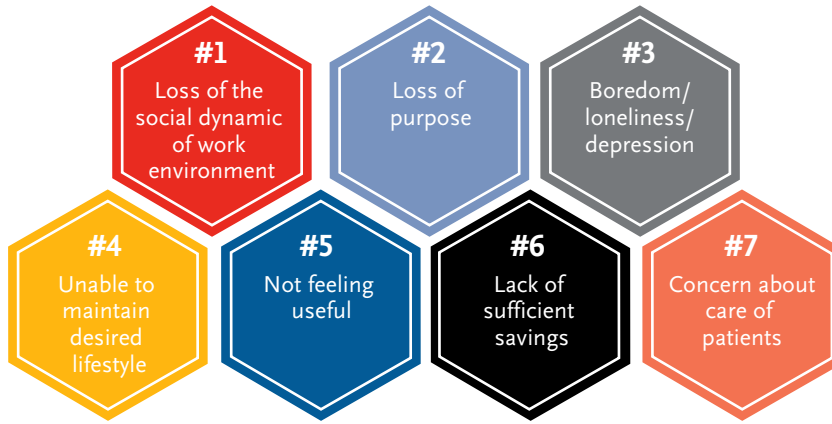 #1
Loss of the
social dynamic
of work
environment
#2
Loss of
purpose
#3
Boredom/
loneliness/
depression
#4
Unable to
maintain
desired
lifestyle
#5
Not feeling
useful
#6
Lack of
sufficient
savings
#7
Concern about
care of
patients